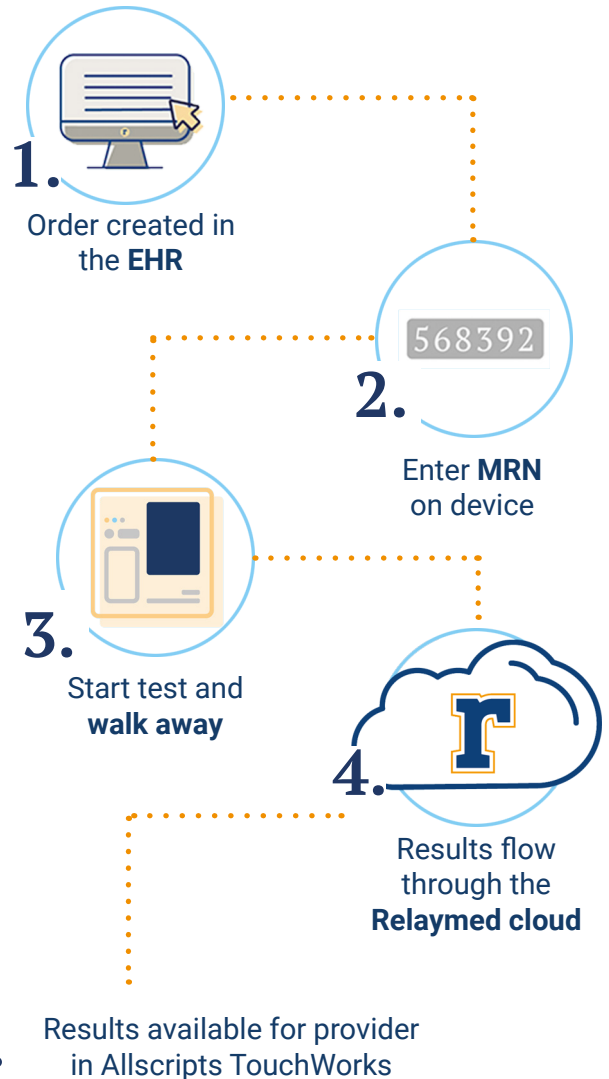 1.
Order created in
the EHR
568392
2.
Enter MRN
on device
3.
Start test and
walk away
r
4.
Results flow
through the
Relaymed cloud
Results available for provider
in Allscripts TouchWorks